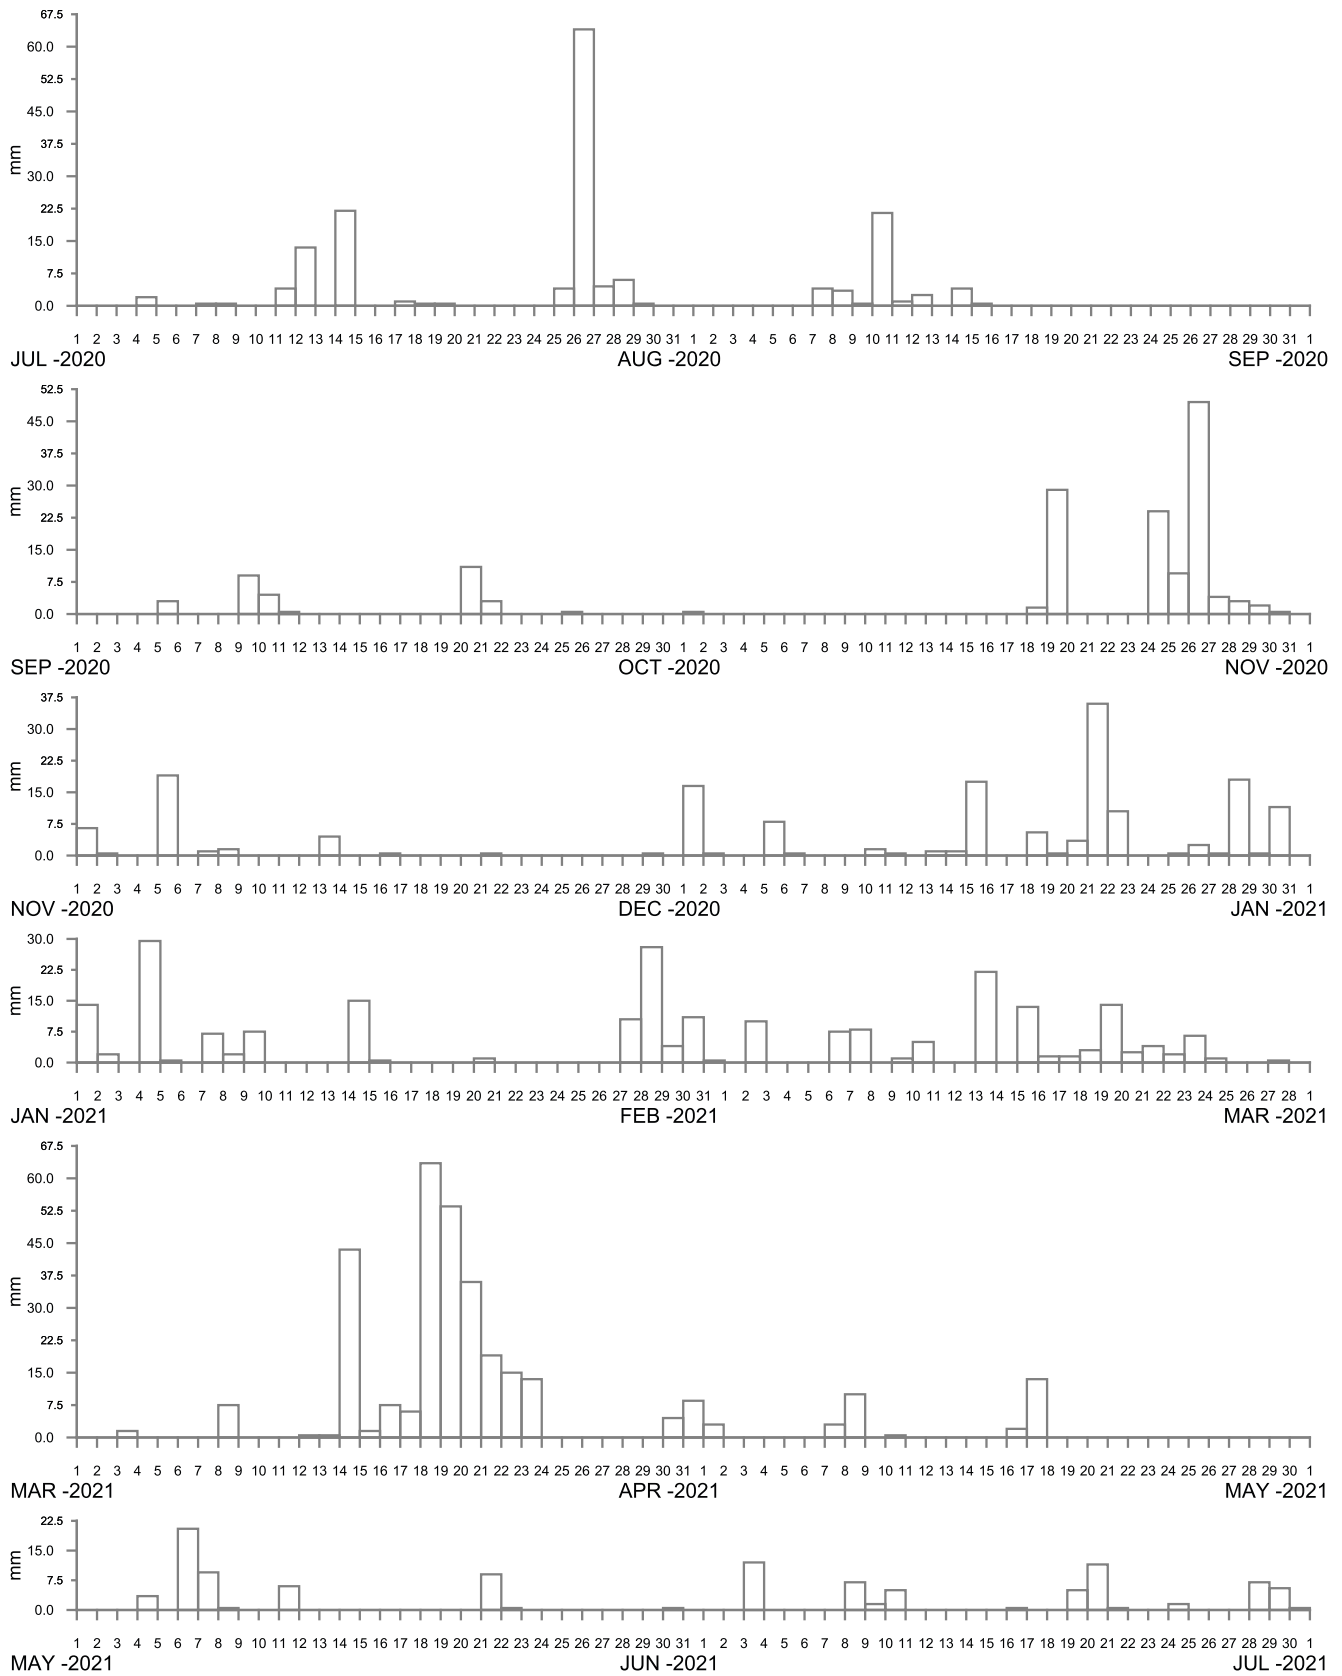 67.5
60.0
52.5
45.0
37.5
30.0
22.5
15.0
7.5
0.0
mm
1 2 3 4 5 6 7 8 9 10 11 12 13 14 15 16 17 18 19 20 21 22 23 24 25 26 27 28 29 30 31 1 2 3 4 5 6 7 8 9 10 11 12 13 14 15 16 17 18 19 20 21 22 23 24 25 26 27 28 29 30 31 1
JUL -2020 AUG -2020 SEP -2020
52.5
45.0
37.5
30.0
22.5
15.0
7.5
0.0
mm
1 2 3 4 5 6 7 8 9 10 11 12 13 14 15 16 17 18 19 20 21 22 23 24 25 26 27 28 29 30 1 2 3 4 5 6 7 8 9 10 11 12 13 14 15 16 17 18 19 20 21 22 23 24 25 26 27 28 29 30 31 1
SEP -2020 OCT -2020 NOV -2020
37.5
30.0
22.5
15.0
7.5
0.0
mm
1 2 3 4 5 6 7 8 9 10 11 12 13 14 15 16 17 18 19 20 21 22 23 24 25 26 27 28 29 30 1 2 3 4 5 6 7 8 9 10 11 12 13 14 15 16 17 18 19 20 21 22 23 24 25 26 27 28 29 30 31 1
NOV -2020 DEC -2020 JAN -2021
30.0
22.5
15.0
7.5
0.0
mm
1 2 3 4 5 6 7 8 9 10 11 12 13 14 15 16 17 18 19 20 21 22 23 24 25 26 27 28 29 30 31 1 2 3 4 5 6 7 8 9 10 11 12 13 14 15 16 17 18 19 20 21 22 23 24 25 26 27 28 1
JAN -2021 FEB -2021 MAR -2021
67.5
60.0
52.5
45.0
37.5
30.0
22.5
15.0
7.5
0.0
mm
1 2 3 4 5 6 7 8 9 10 11 12 13 14 15 16 17 18 19 20 21 22 23 24 25 26 27 28 29 30 31 1 2 3 4 5 6 7 8 9 10 11 12 13 14 15 16 17 18 19 20 21 22 23 24 25 26 27 28 29 30 1
MAR -2021 APR -2021 MAY -2021
22.5
15.0
7.5
0.0
mm
1 2 3 4 5 6 7 8 9 10 11 12 13 14 15 16 17 18 19 20 21 22 23 24 25 26 27 28 29 30 31 1 2 3 4 5 6 7 8 9 10 11 12 13 14 15 16 17 18 19 20 21 22 23 24 25 26 27 28 29 30 1
MAY -2021 JUN -2021 JUL -2021